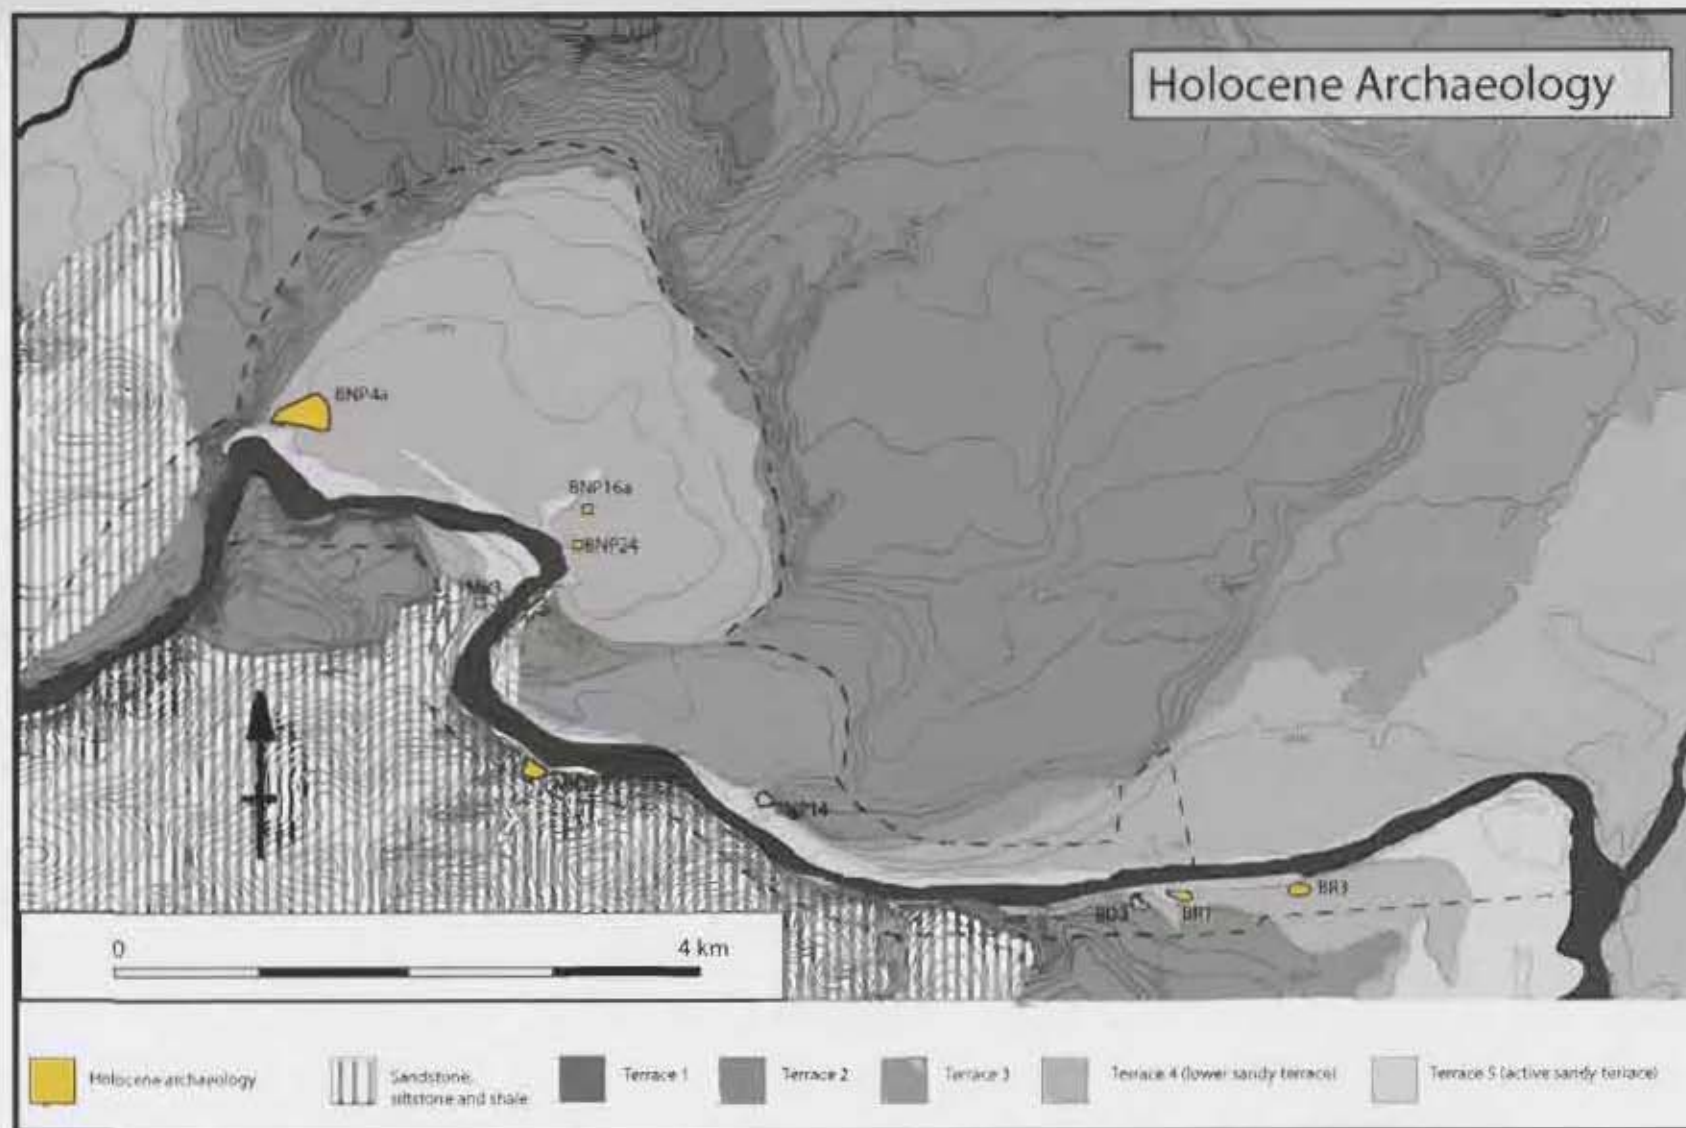 Holocene Archaeology
BNP4a
BNP16a
BNP24
BR1
BR3
0 4 km
Holocene archaeology
Sandstone,
siltstone and shale
Terrace 1
Terrace 2
Terrace 3
Terrace 4 (lower sandy terrace)
Terrace 5 (active sandy terrace)